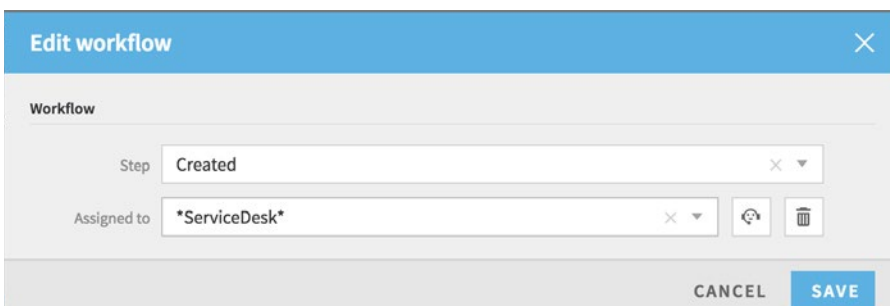 Edit workflow
Workflow
Step Created
Assigned to *ServiceDesk*
CANCEL SAVE